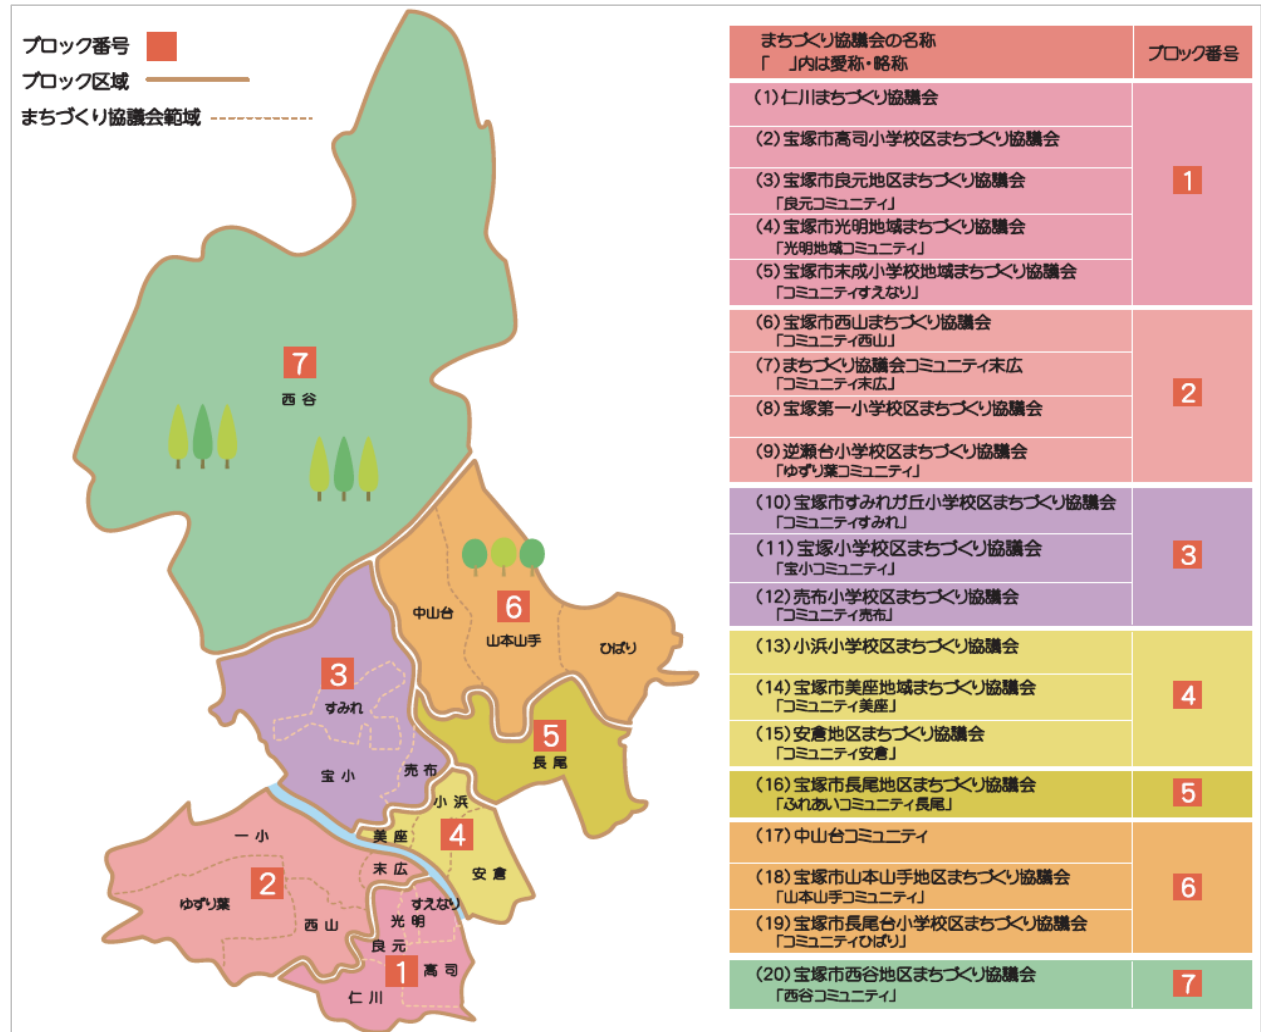 ブロック番号
ブロック区域
まちづくり協議会範域
7
西谷
6
中山台
山本山手
ひばり
3
すみれ
宝小
売布
5
長尾
小浜
美座
4
安倉
一小
末広
2
ゆずり葉
西山
すえなり
光明
良元
1
高司
仁川
まちづくり協議会の名称
「　」内は愛称・略称
ブロック番号
(1)仁川まちづくり協議会
(2)宝塚市高司小学校区まちづくり協議会
(3)宝塚市良元地区まちづくり協議会
「良元コミュニティ」
(4)宝塚市光明地域まちづくり協議会
「光明地域コミュニティ」
(5)宝塚市末成小学校地域まちづくり協議会
「コミュニティすえなり」
1
(6)宝塚市西山まちづくり協議会
「コミュニティ西山」
(7)まちづくり協議会コミュニティ末広
「コミュニティ末広」
(8)宝塚第一小学校区まちづくり協議会
(9)逆瀬台小学校区まちづくり協議会
「ゆずり葉コミュニティ」
2
(10)宝塚市すみれガ丘小学校区まちづくり協議会
「コミュニティすみれ」
(11)宝塚小学校区まちづくり協議会
「宝小コミュニティ」
(12)売布小学校区まちづくり協議会
「コミュニティ売布」
3
(13)小浜小学校区まちづくり協議会
(14)宝塚市美座地域まちづくり協議会
「コミュニティ美座」
(15)安倉地区まちづくり協議会
「コミュニティ安倉」
4
(16)宝塚市長尾地区まちづくり協議会
「ふれあいコミュニティ長尾」
5
(17)中山台コミュニティ
(18)宝塚市山本山手地区まちづくり協議会
「山本山手コミュニティ」
(19)宝塚市長尾台小学校区まちづくり協議会
「コミュニティひばり」
6
(20)宝塚市西谷地区まちづくり協議会
「西谷コミュニティ」
7